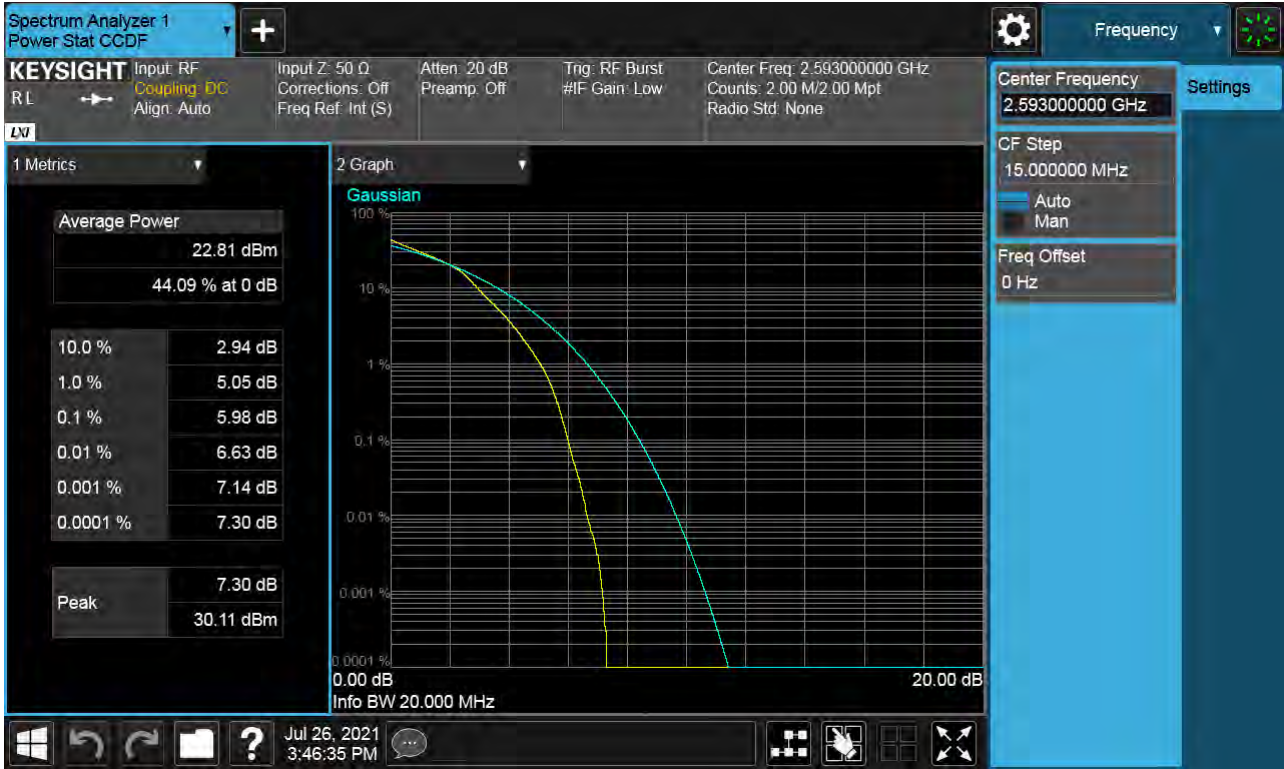 Spectrum Analyzer 1
Power Stat CCDF
Frequency
KEYSIGHT
RL
LXI
Input: RF
Coupling: DC
Align: Auto
Input Z: 50 Ω
Corrections: Off
Freq Ref: Int (S)
Atten: 20 dB
Preamp: Off
Trig: RF Burst
#IF Gain: Low
Center Freq: 2.593000000 GHz
Counts: 2.00 M/2.00 Mpt
Radio Std: None
Center Frequency
2.593000000 GHz
Settings
CF Step
15.000000 MHz
Auto
Man
Freq Offset
0 Hz
1 Metrics
Average Power
22.81 dBm
44.09 % at 0 dB
10.0 % 2.94 dB
1.0 % 5.05 dB
0.1 % 5.98 dB
0.01 % 6.63 dB
0.001 % 7.14 dB
0.0001 % 7.30 dB
Peak
7.30 dB
30.11 dBm
2 Graph
Gaussian
100 %
10 %
1 %
0.1 %
0.01 %
0.001 %
0.0001 %
0.00 dB 20.00 dB
Info BW 20.000 MHz
?
Jul 26, 2021
3:46:35 PM